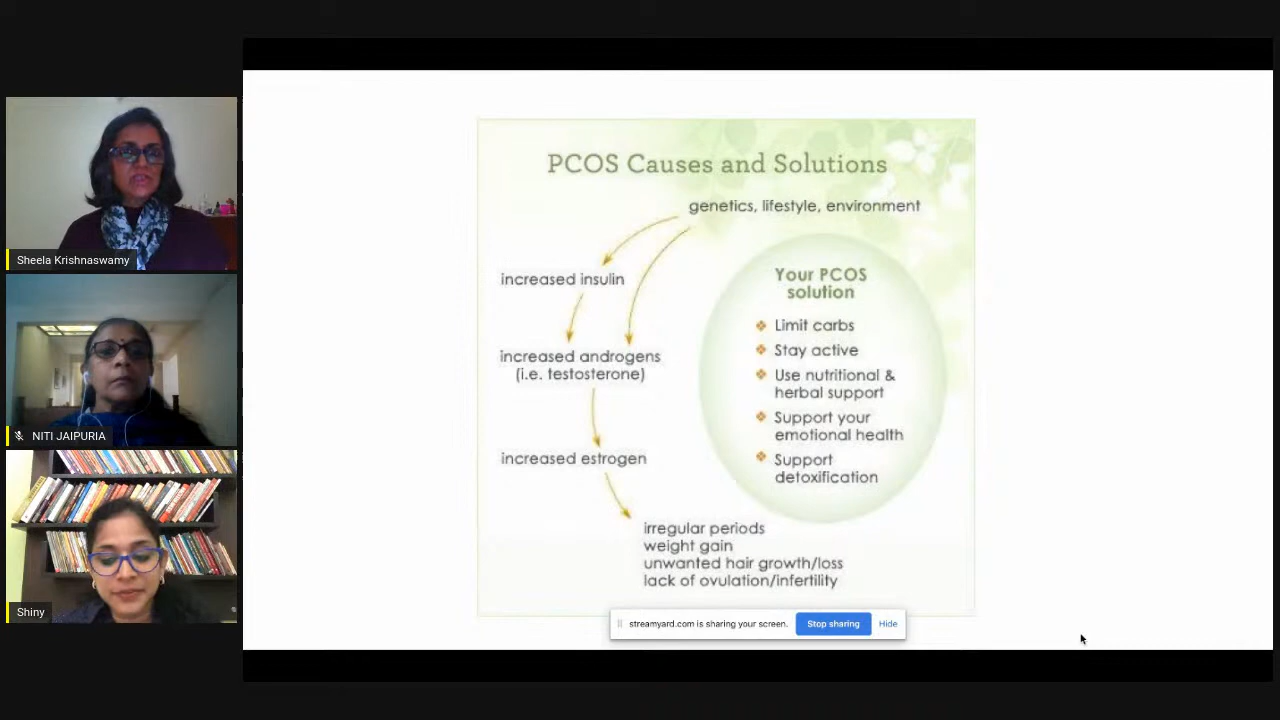 Sheela Krishnaswamy
NITI JAIPURIA
Shiny
PCOS Causes and Solutions
genetics, lifestyle, environment
increased insulin
increased androgens
(i.e. testosterone)
increased estrogen
irregular periods
weight gain
unwanted hair growth/loss
lack of ovulation/infertility
Your PCOS
solution
Limit carbs
Stay active
Use nutritional &
herbal support
Support your
emotional health
Support
detoxification
streamyard.com is sharing your screen. Stop sharing Hide